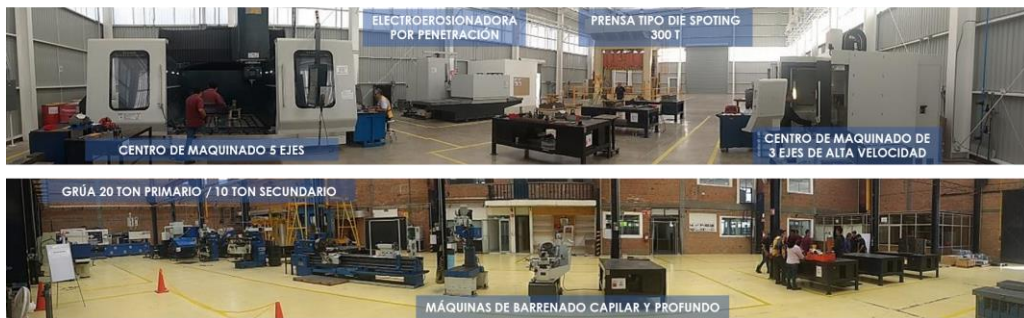 ELECTROEROSIONADORA
POR PENETRACIÓN
PRENSA TIPO DIE SPOTING
300 T
CENTRO DE MAQUINADO 5 EJES
CENTRO DE MAQUINADO DE
3 EJES DE ALTA VELOCIDAD
GRÚA 20 TON PRIMARIO / 10 TON SECUNDARIO
MÁQUINAS DE BARRENADO CAPILAR Y PROFUNDO